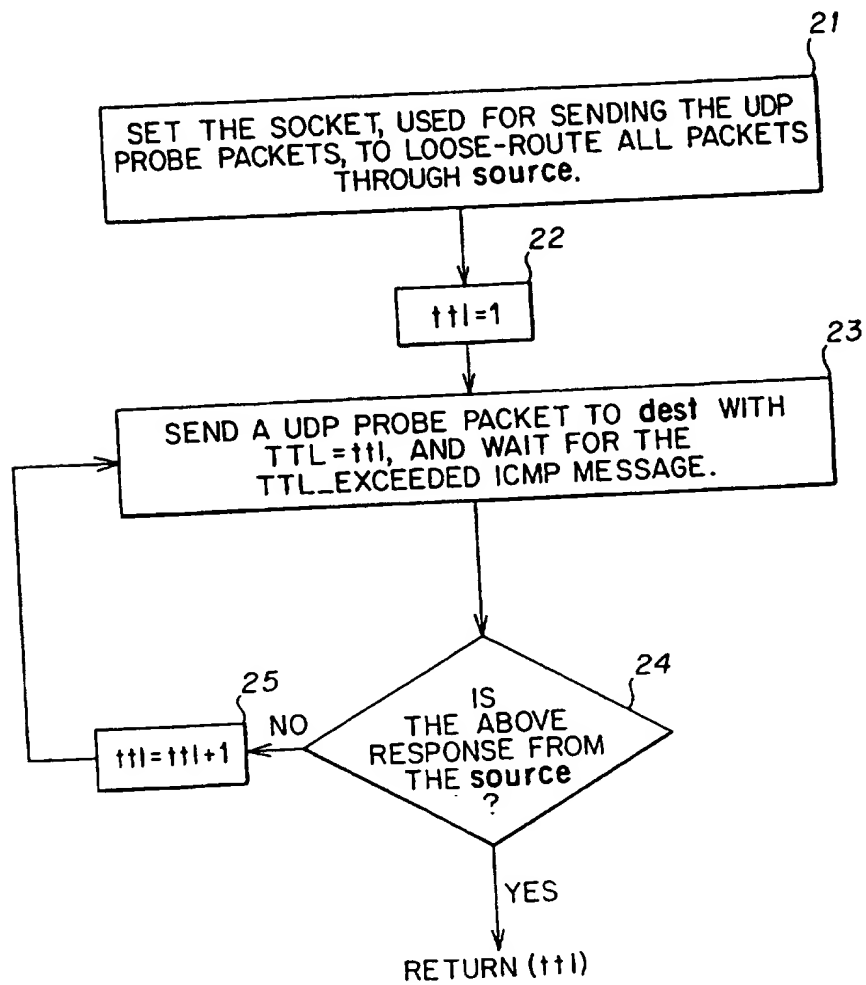 21
SET THE SOCKET, USED FOR SENDING THE UDP
PROBE PACKETS, TO LOOSE-ROUTE ALL PACKETS
THROUGH source.
22
ttl=1
23
SEND A UDP PROBE PACKET TO dest WITH
TTL=ttl, AND WAIT FOR THE
TTL_EXCEEDED ICMP MESSAGE.
24
IS
THE ABOVE
RESPONSE FROM
THE source
?
NO
25
ttl=ttl+1
YES
RETURN (ttl)